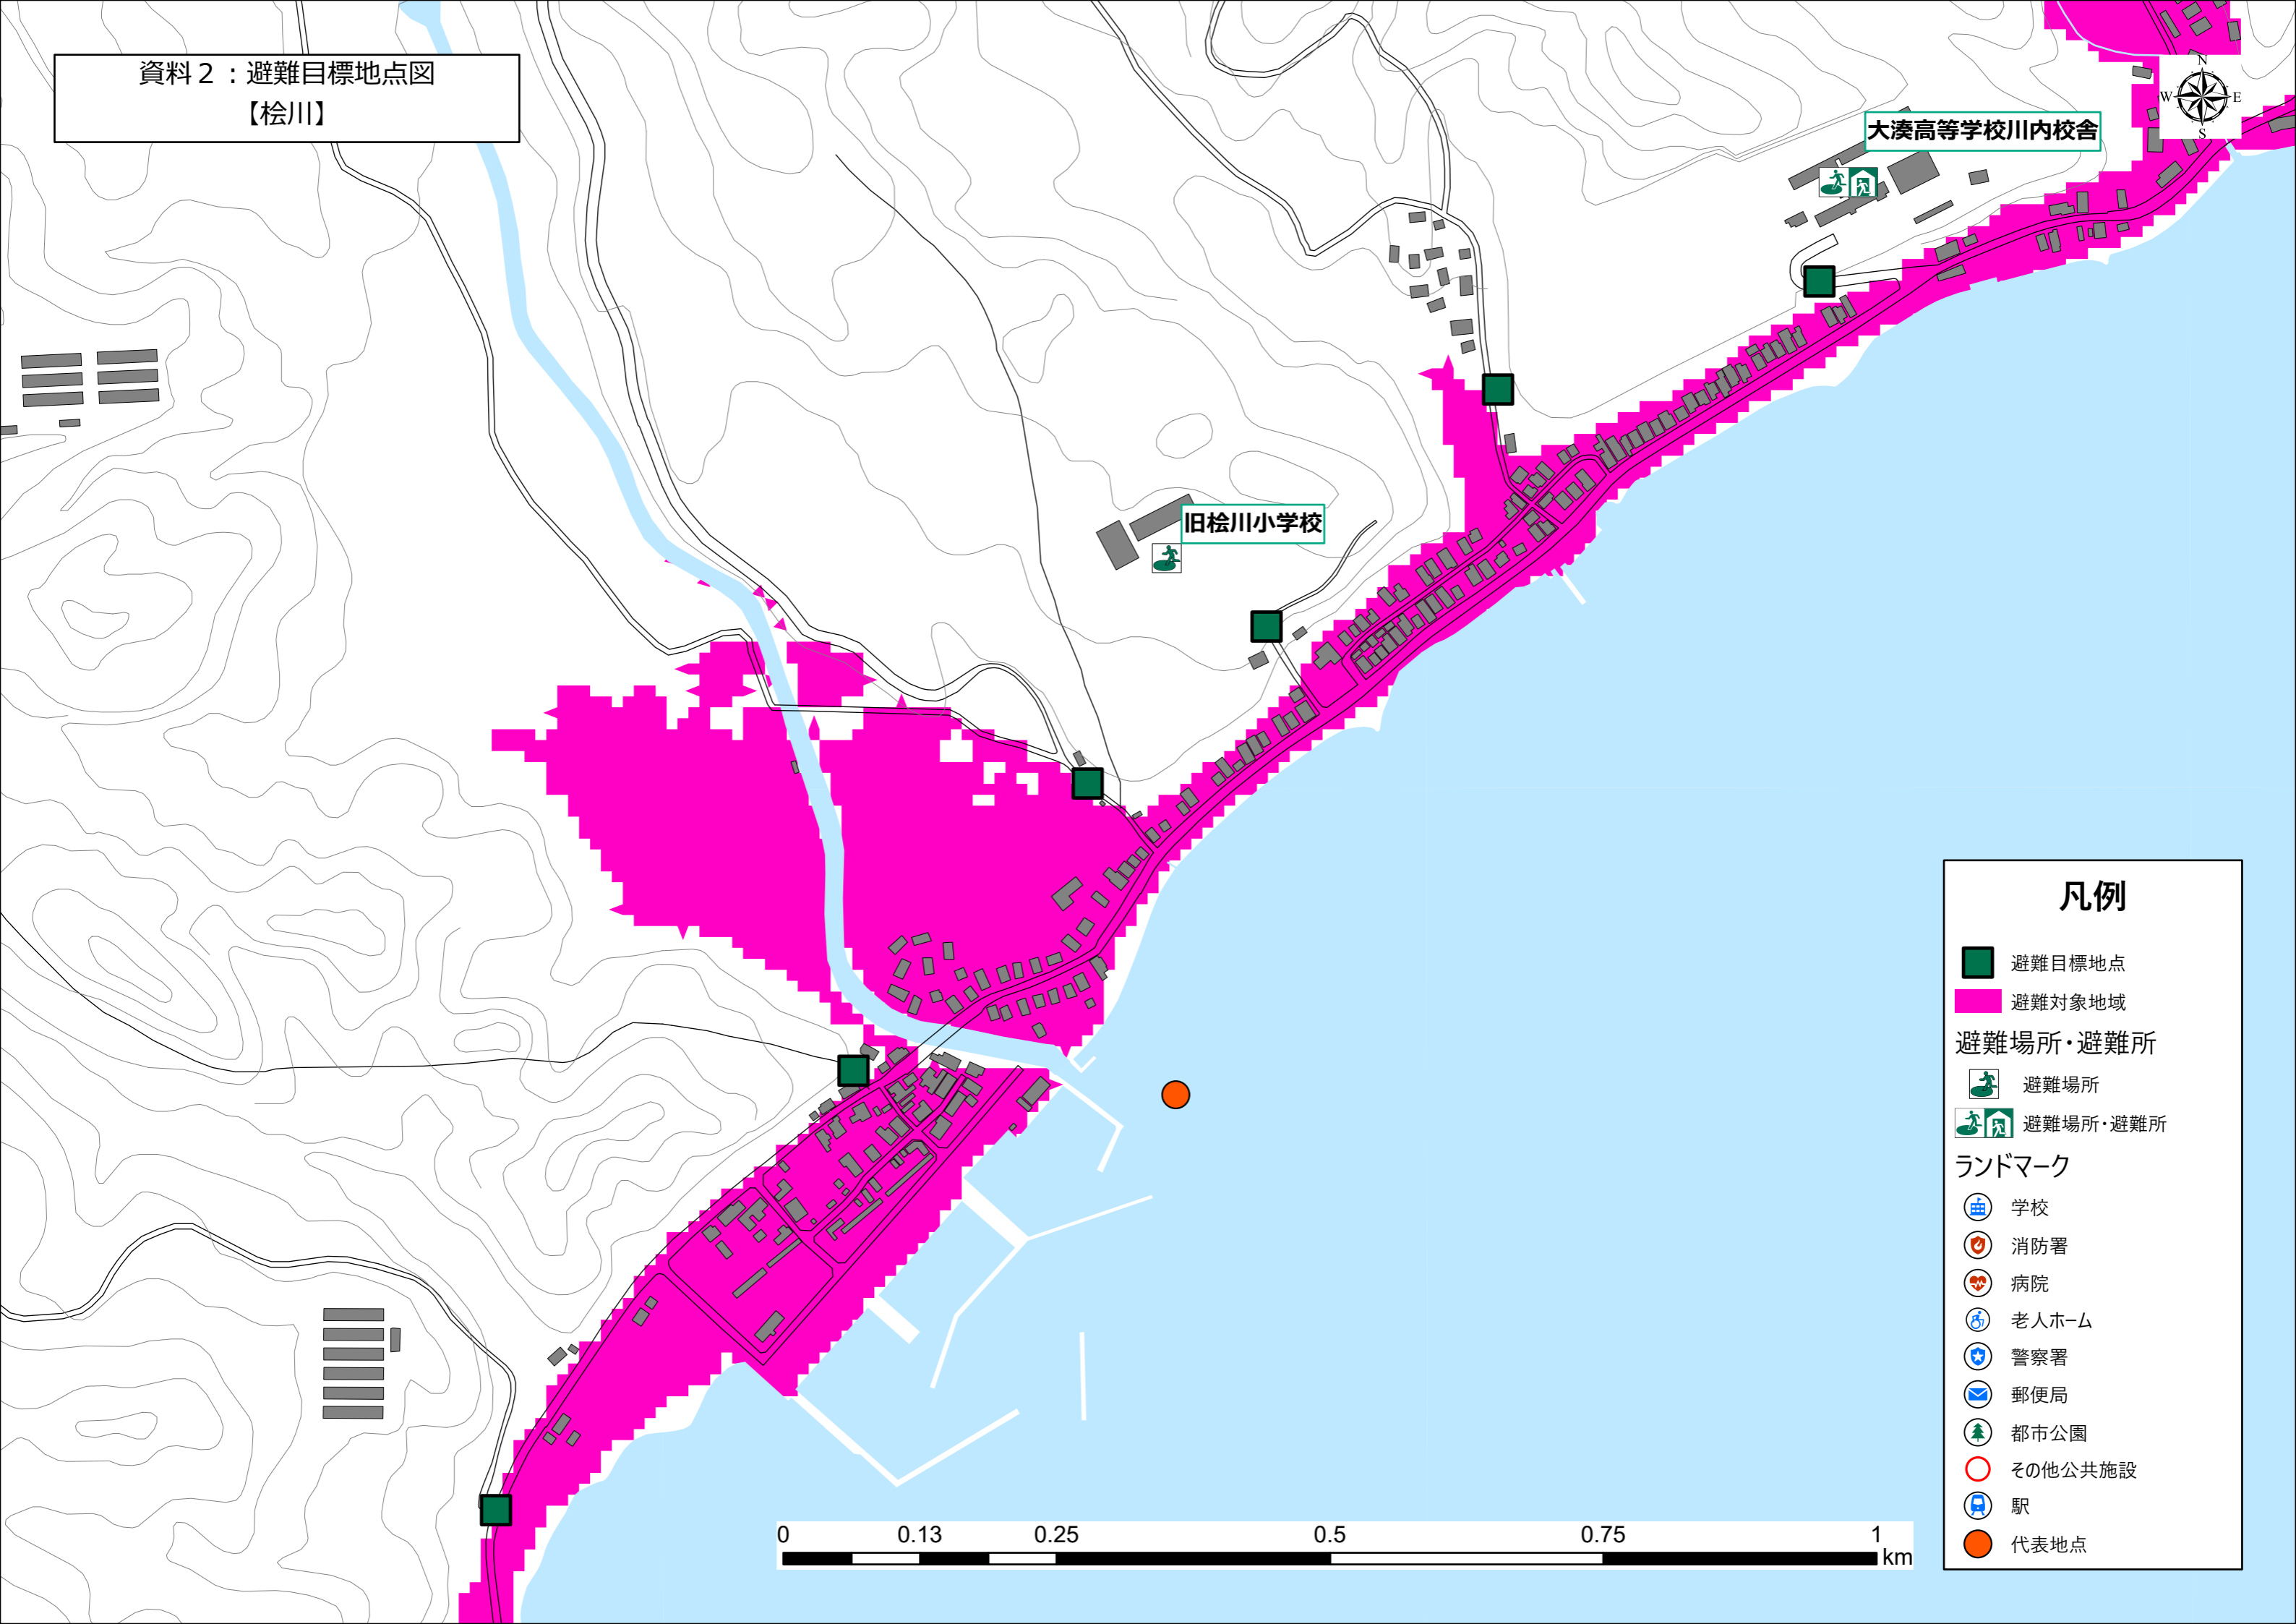 資料２：避難目標地点図
【桧川】
N
W
E
S
大湊高等学校川内校舎
旧桧川小学校
凡例
避難目標地点
避難対象地域
避難場所・避難所
避難場所
避難場所・避難所
ランドマーク
学校
消防署
病院
老人ホーム
警察署
郵便局
都市公園
その他公共施設
駅
代表地点
0 0.13 0.25 0.5 0.75 1
km